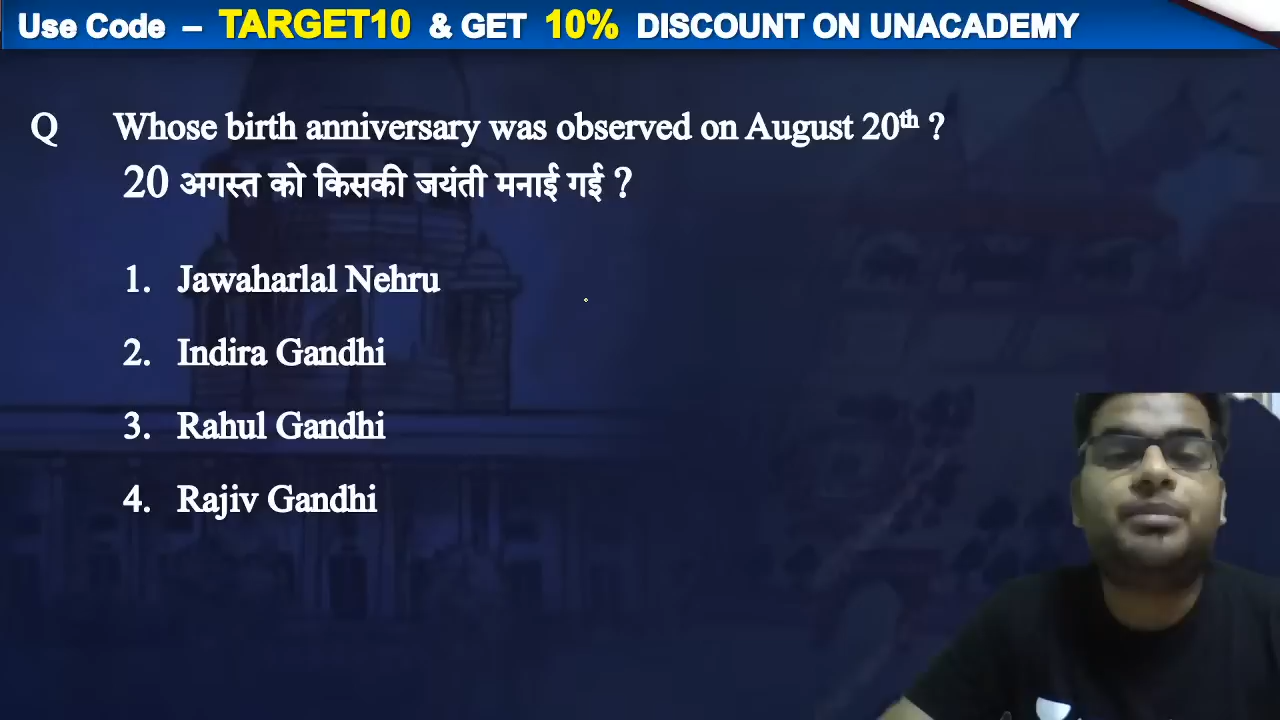 Use Code – TARGET10 & GET 10% DISCOUNT ON UNACADEMY
Q Whose birth anniversary was observed on August 20th ?
20 अगस्त को किसकी जयंती मनाई गई ?
1. Jawaharlal Nehru
2. Indira Gandhi
3. Rahul Gandhi
4. Rajiv Gandhi